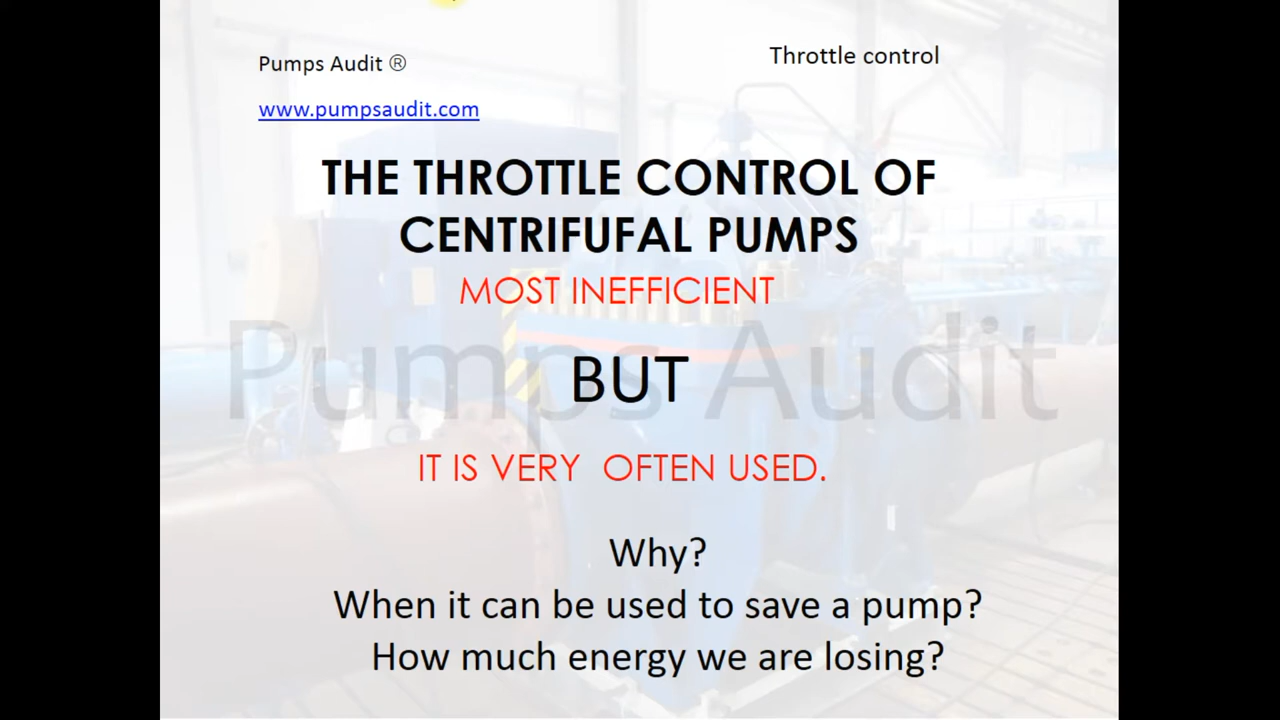 Pumps Audit ®
Throttle control
www.pumpsaudit.com
THE THROTTLE CONTROL OF
CENTRIFUFAL PUMPS
MOST INEFFICIENT
Pumps Audit
BUT
IT IS VERY OFTEN USED.
Why?
When it can be used to save a pump?
How much energy we are losing?